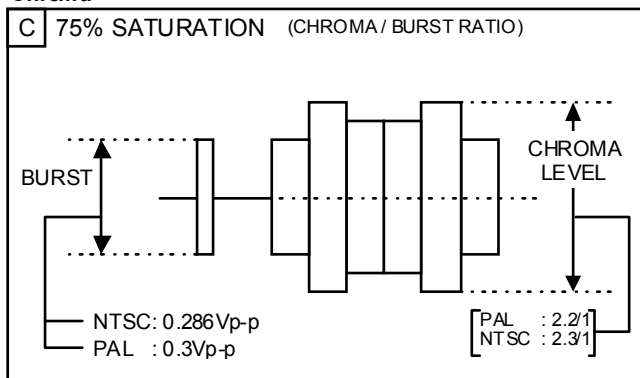 C 75% SATURATION (CHROMA / BURST RATIO)
BURST
CHROMA
LEVEL
NTSC: 0.286Vp-p
PAL : 0.3Vp-p
PAL : 2.2/1
NTSC : 2.3/1